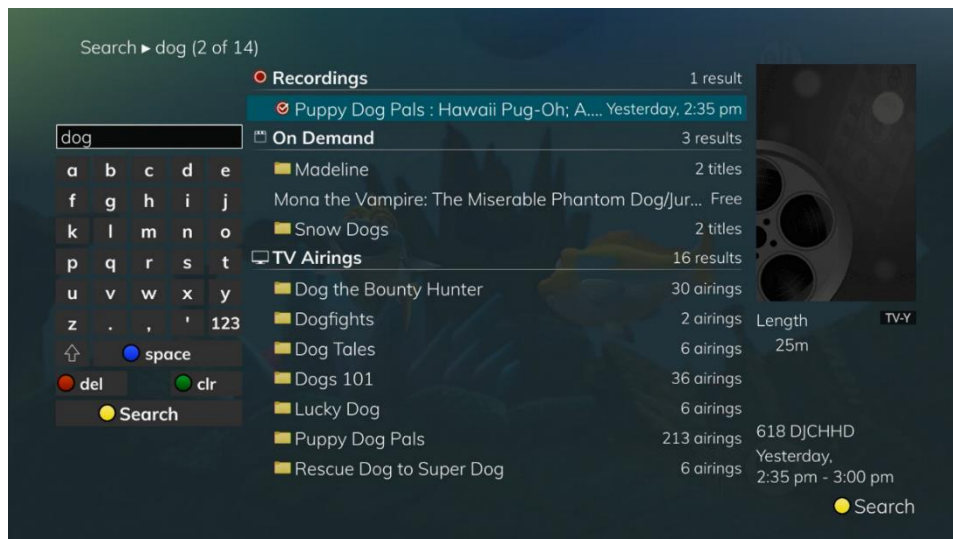 Search ▸ dog (2 of 14)
Recordings 1 result
Puppy Dog Pals : Hawaii Pug-Oh; A.... Yesterday, 2:35 pm
On Demand 3 results
Madeline 2 titles
Mona the Vampire: The Miserable Phantom Dog/Jur... Free
Snow Dogs 2 titles
TV Airings 16 results
Dog the Bounty Hunter 30 airings
Dogfights 2 airings
Dog Tales 6 airings
Dogs 101 36 airings
Lucky Dog 6 airings
Puppy Dog Pals 213 airings
Rescue Dog to Super Dog 6 airings
dog
a b c d e
f g h i j
k l m n o
p q r s t
u v w x y
z . , ' 123
space
del clr
Search
Length TV-Y
25m
618 DJCHHD
Yesterday,
2:35 pm - 3:00 pm
Search